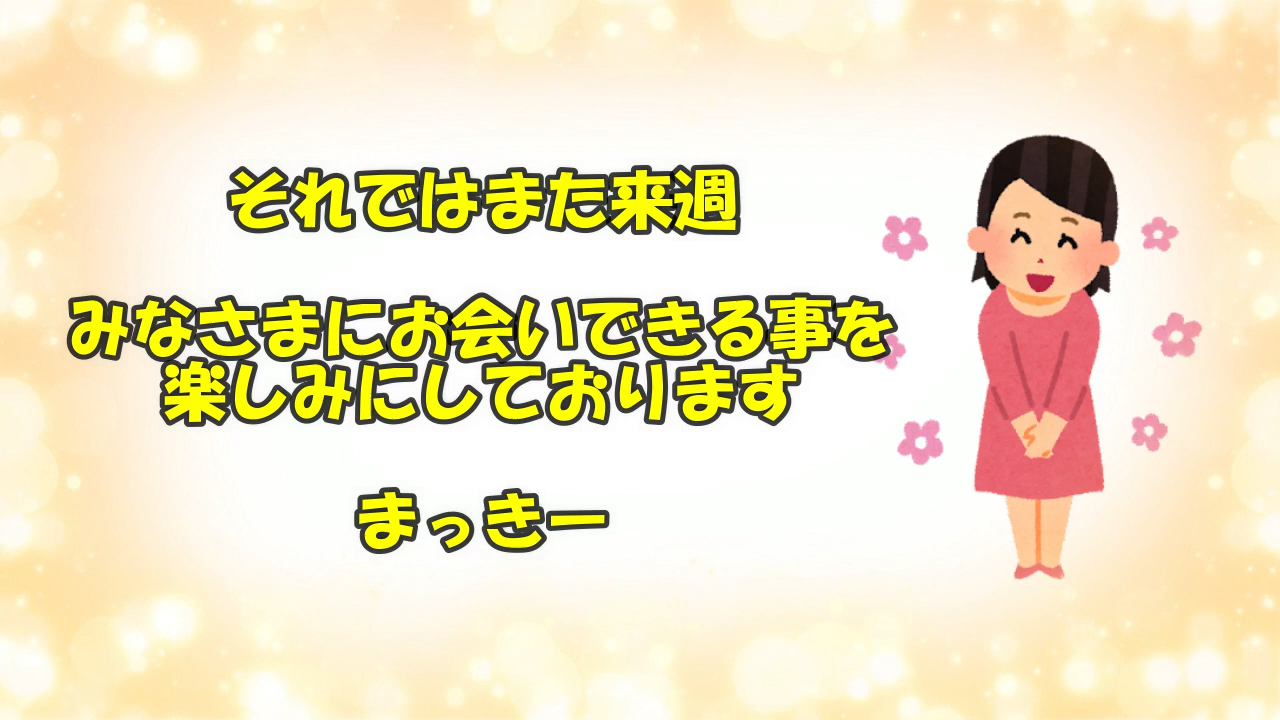 それではまた来週
みなさまにお会いできる事を
楽しみにしております
まっきー